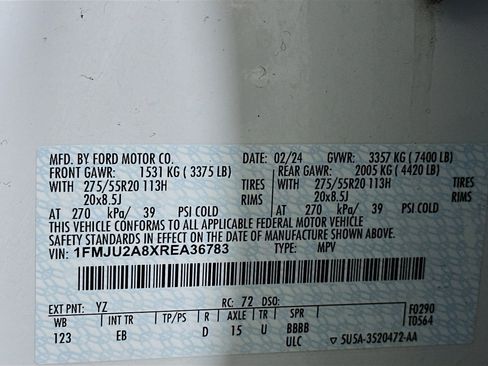 MFD. BY FORD MOTOR CO. DATE: 02/24 GVWR: 3357 KG (7400 LB)
FRONT GAWR: 1531 KG (3375 LB) REAR GAWR: 2005 KG (4420 LB)
WITH 275/55R20 113H TIRES WITH 275/55R20 113H TIRES
20x8.5J RIMS 20x8.5J RIMS
AT 270 kPa/ 39 PSI COLD AT 270 kPa/ 39 PSI COLD
THIS VEHICLE CONFORMS TO ALL APPLICABLE FEDERAL MOTOR VEHICLE
SAFETY STANDARDS IN EFFECT ON THE DATE OF MANUFACTURE SHOWN ABOVE.
VIN: 1FMJU2A8XREA36783 TYPE: MPV
EXT PNT: YZ RC: 72 DSO: F0290
WB INT TR TP/PS R AXLE TR SPR T0564
123 EB D 15 U BBBB
ULC ▽ 5U5A-3520472-AA